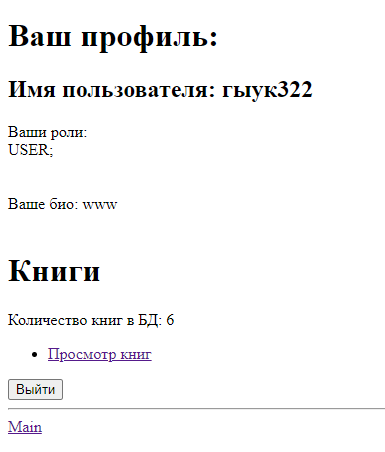 Ваш профиль:
Имя пользователя: гыук322
Ваши роли:
USER;
Ваше био: www
Книги
Количество книг в БД: 6
Просмотр книг
Выйти
Main